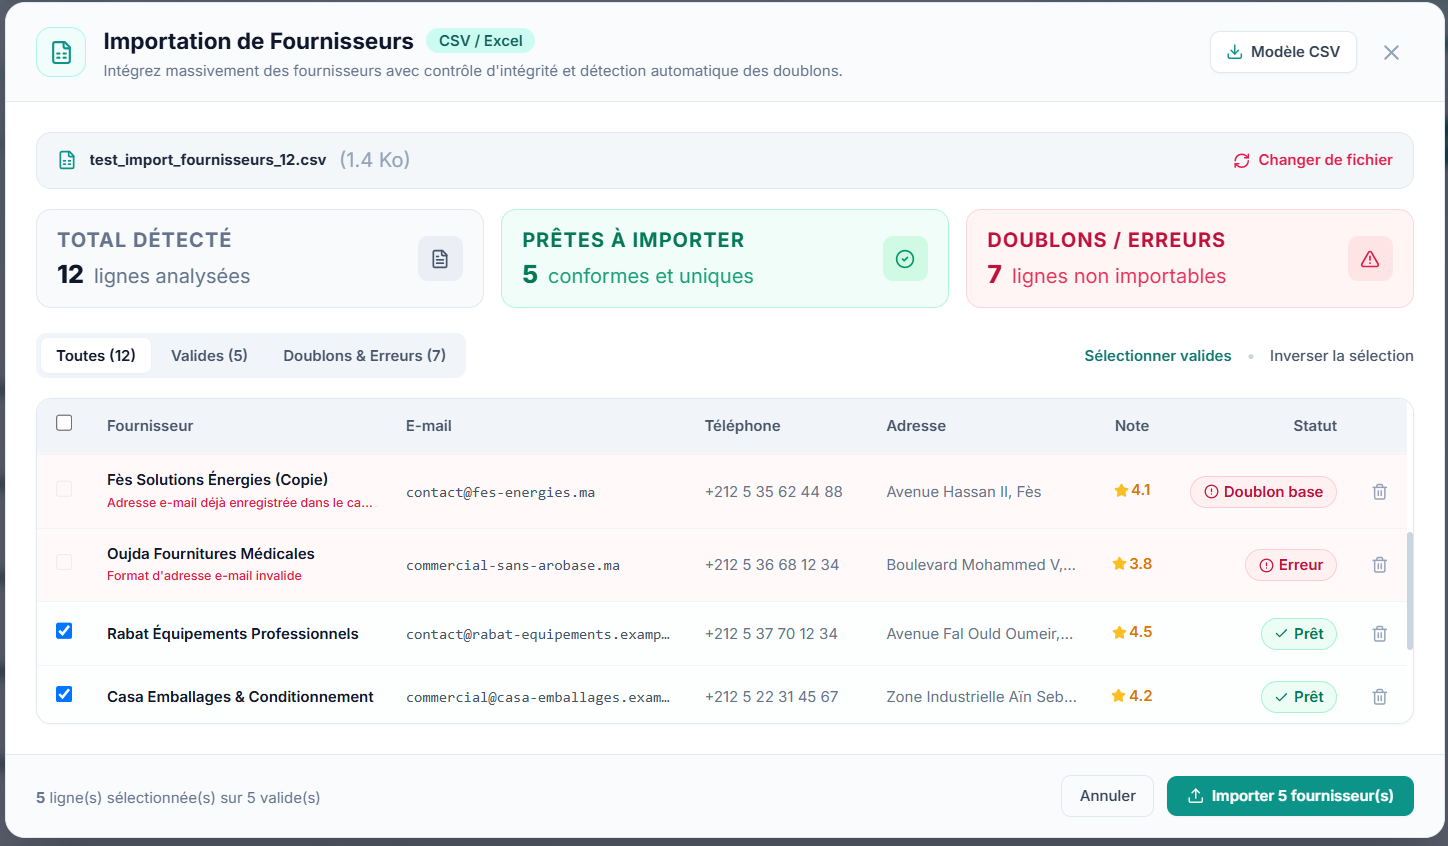 Importation de Fournisseurs CSV / Excel
Intégrez massivement des fournisseurs avec contrôle d'intégrité et détection automatique des doublons.
Modèle CSV
test_import_fournisseurs_12.csv (1.4 Ko)
Changer de fichier
TOTAL DÉTECTÉ
12 lignes analysées
PRÊTES À IMPORTER
5 conformes et uniques
DOUBLONS / ERREURS
7 lignes non importables
Toutes (12) Valides (5) Doublons & Erreurs (7)
Sélectionner valides • Inverser la sélection
Fournisseur E-mail Téléphone Adresse Note Statut
Fès Solutions Énergies (Copie)
Adresse e-mail déjà enregistrée dans le ca...
contact@fes-energies.ma +212 5 35 62 44 88 Avenue Hassan II, Fès 4.1 Doublon base
Oujda Fournitures Médicales
Format d'adresse e-mail invalide
commercial-sans-arobase.ma +212 5 36 68 12 34 Boulevard Mohammed V,... 3.8 Erreur
Rabat Équipements Professionnels contact@rabat-equipements.examp… +212 5 37 70 12 34 Avenue Fal Ould Oumeir,... 4.5 Prêt
Casa Emballages & Conditionnement commercial@casa-emballages.exam… +212 5 22 31 45 67 Zone Industrielle Aïn Seb... 4.2 Prêt
5 ligne(s) sélectionnée(s) sur 5 valide(s)
Annuler
Importer 5 fournisseur(s)